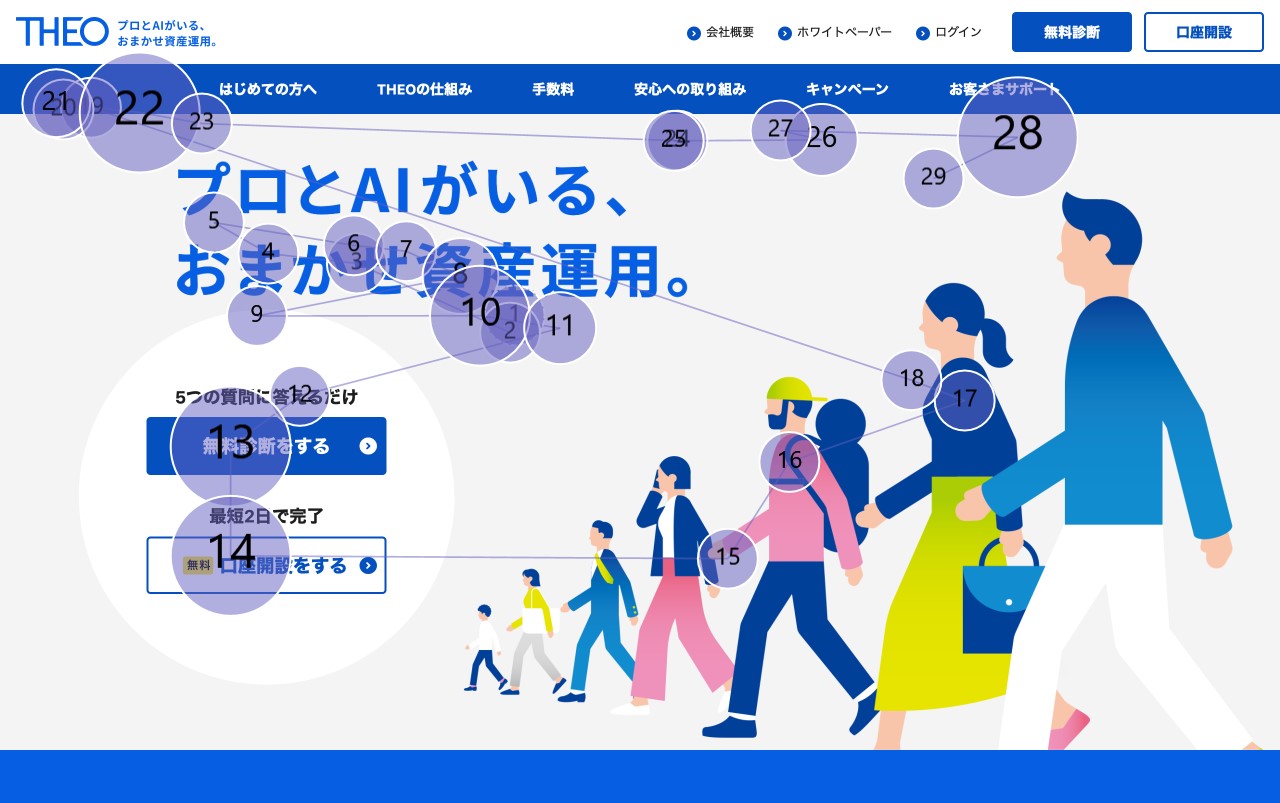 THEO
プロとAIがいる、
おまかせ資産運用。
会社概要
ホワイトペーパー
ログイン
無料診断
口座開設
はじめての方へ
THEOの仕組み
手数料
安心への取り組み
キャンペーン
お客さまサポート
21
20
19
22
23
25
24
27
26
28
29
プロとAIがいる、
おまかせ資産運用。
5
4
6
3
7
8
9
10
1
2
11
5つの質問に答えるだけ
12
無料診断をする
13
最短2日で完了
無料 口座開設をする
14
15
16
17
18